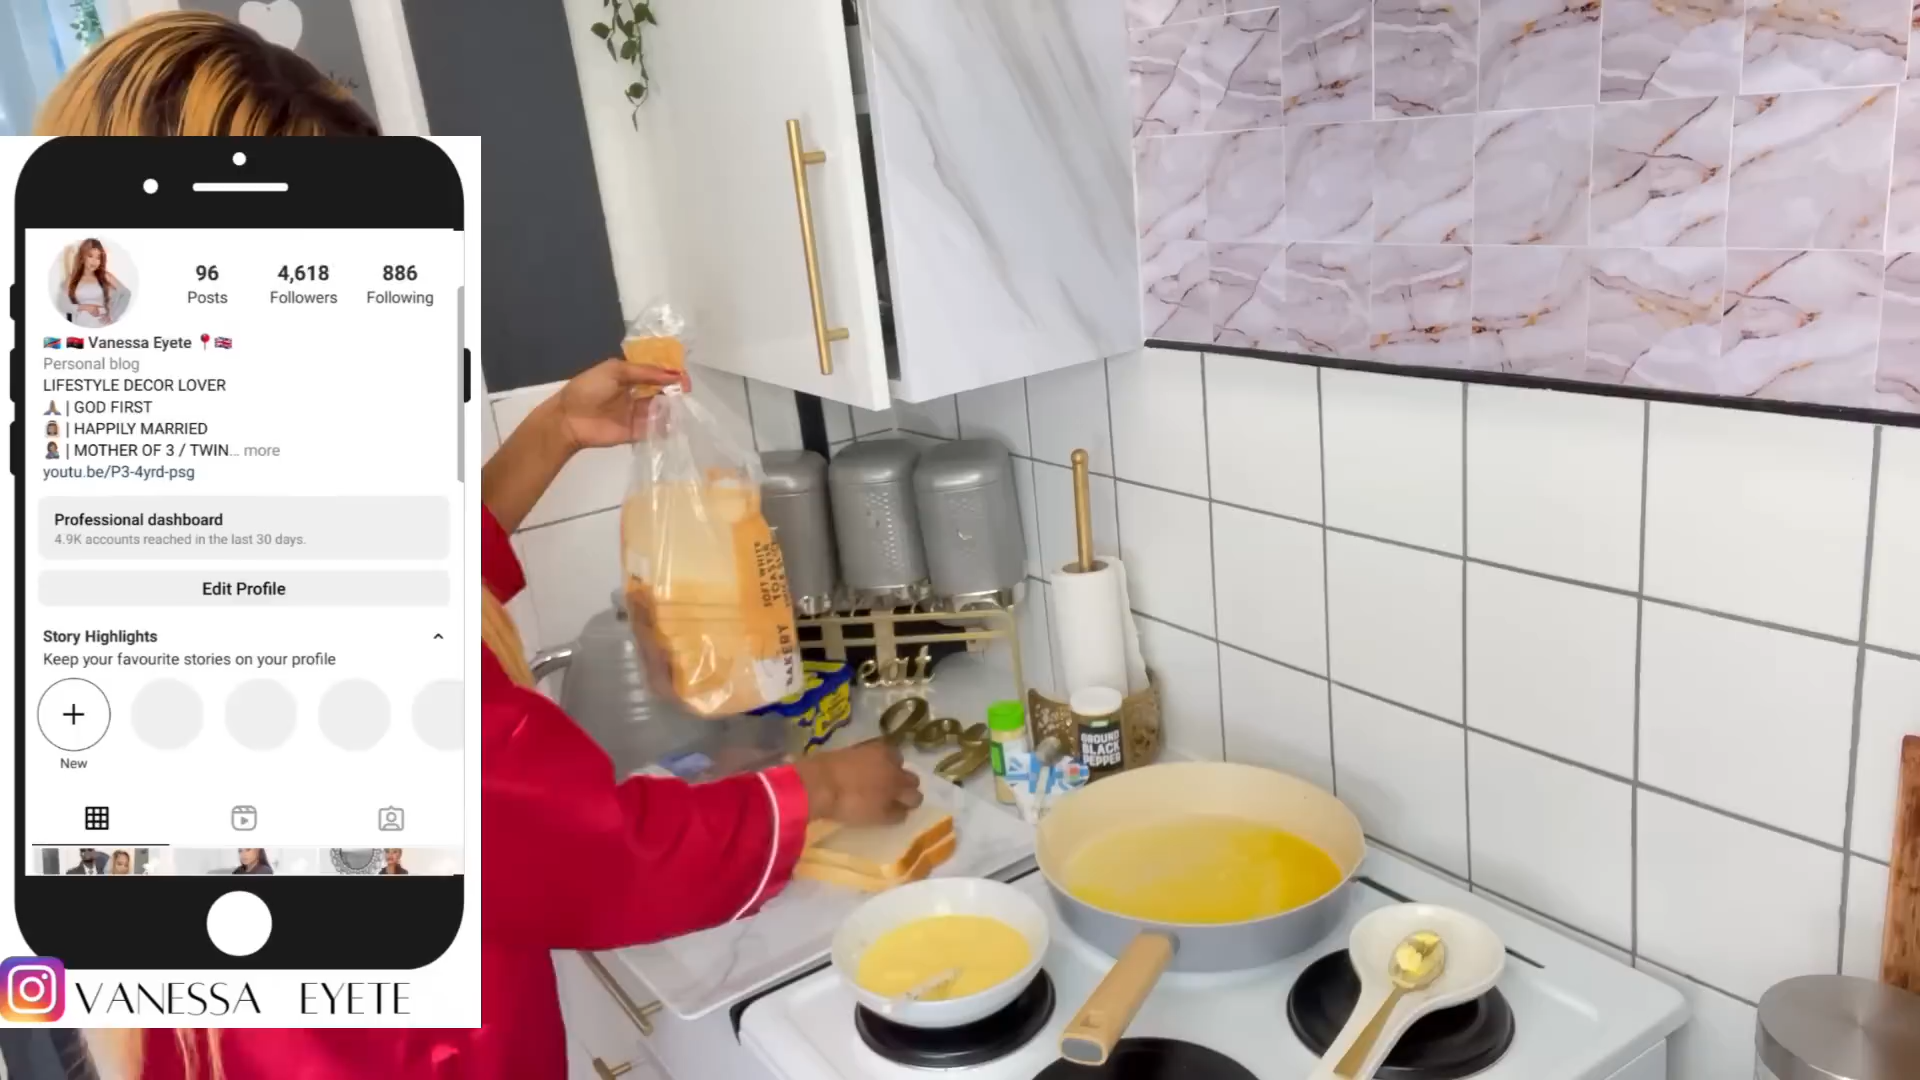 96
Posts
4,618
Followers
886
Following
Vanessa Eyete
Personal blog
LIFESTYLE DECOR LOVER
| GOD FIRST
| HAPPILY MARRIED
| MOTHER OF 3 / TWIN... more
youtu.be/P3-4yrd-psg
Professional dashboard
4.9K accounts reached in the last 30 days.
Edit Profile
Story Highlights
Keep your favourite stories on your profile
New
VANESSA EYETE
SOFT WHITE
BAKERY
eat
GROUND
BLACK
PEPPER